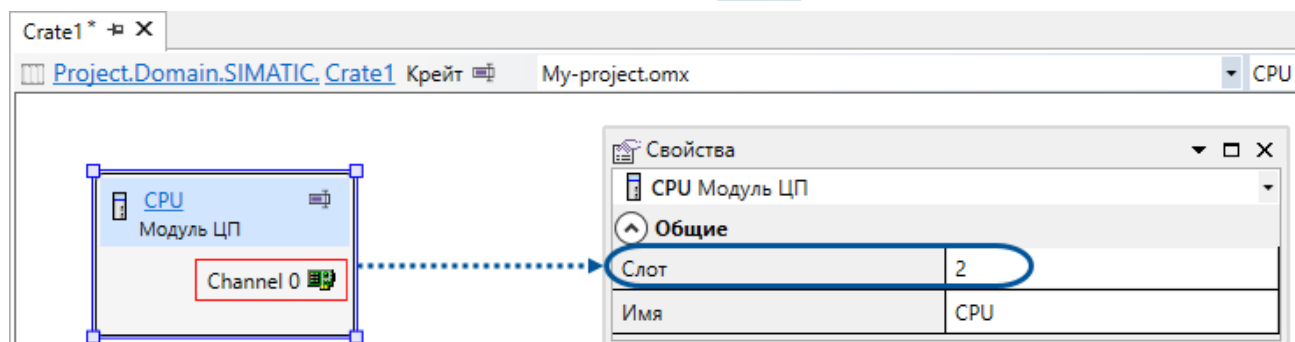 Crate1*
Project.Domain.SIMATIC. Crate1 Крейт My-project.omx CPU
Свойства
CPU Модуль ЦП
Общие
Слот 2
Имя CPU
CPU
Модуль ЦП
Channel 0